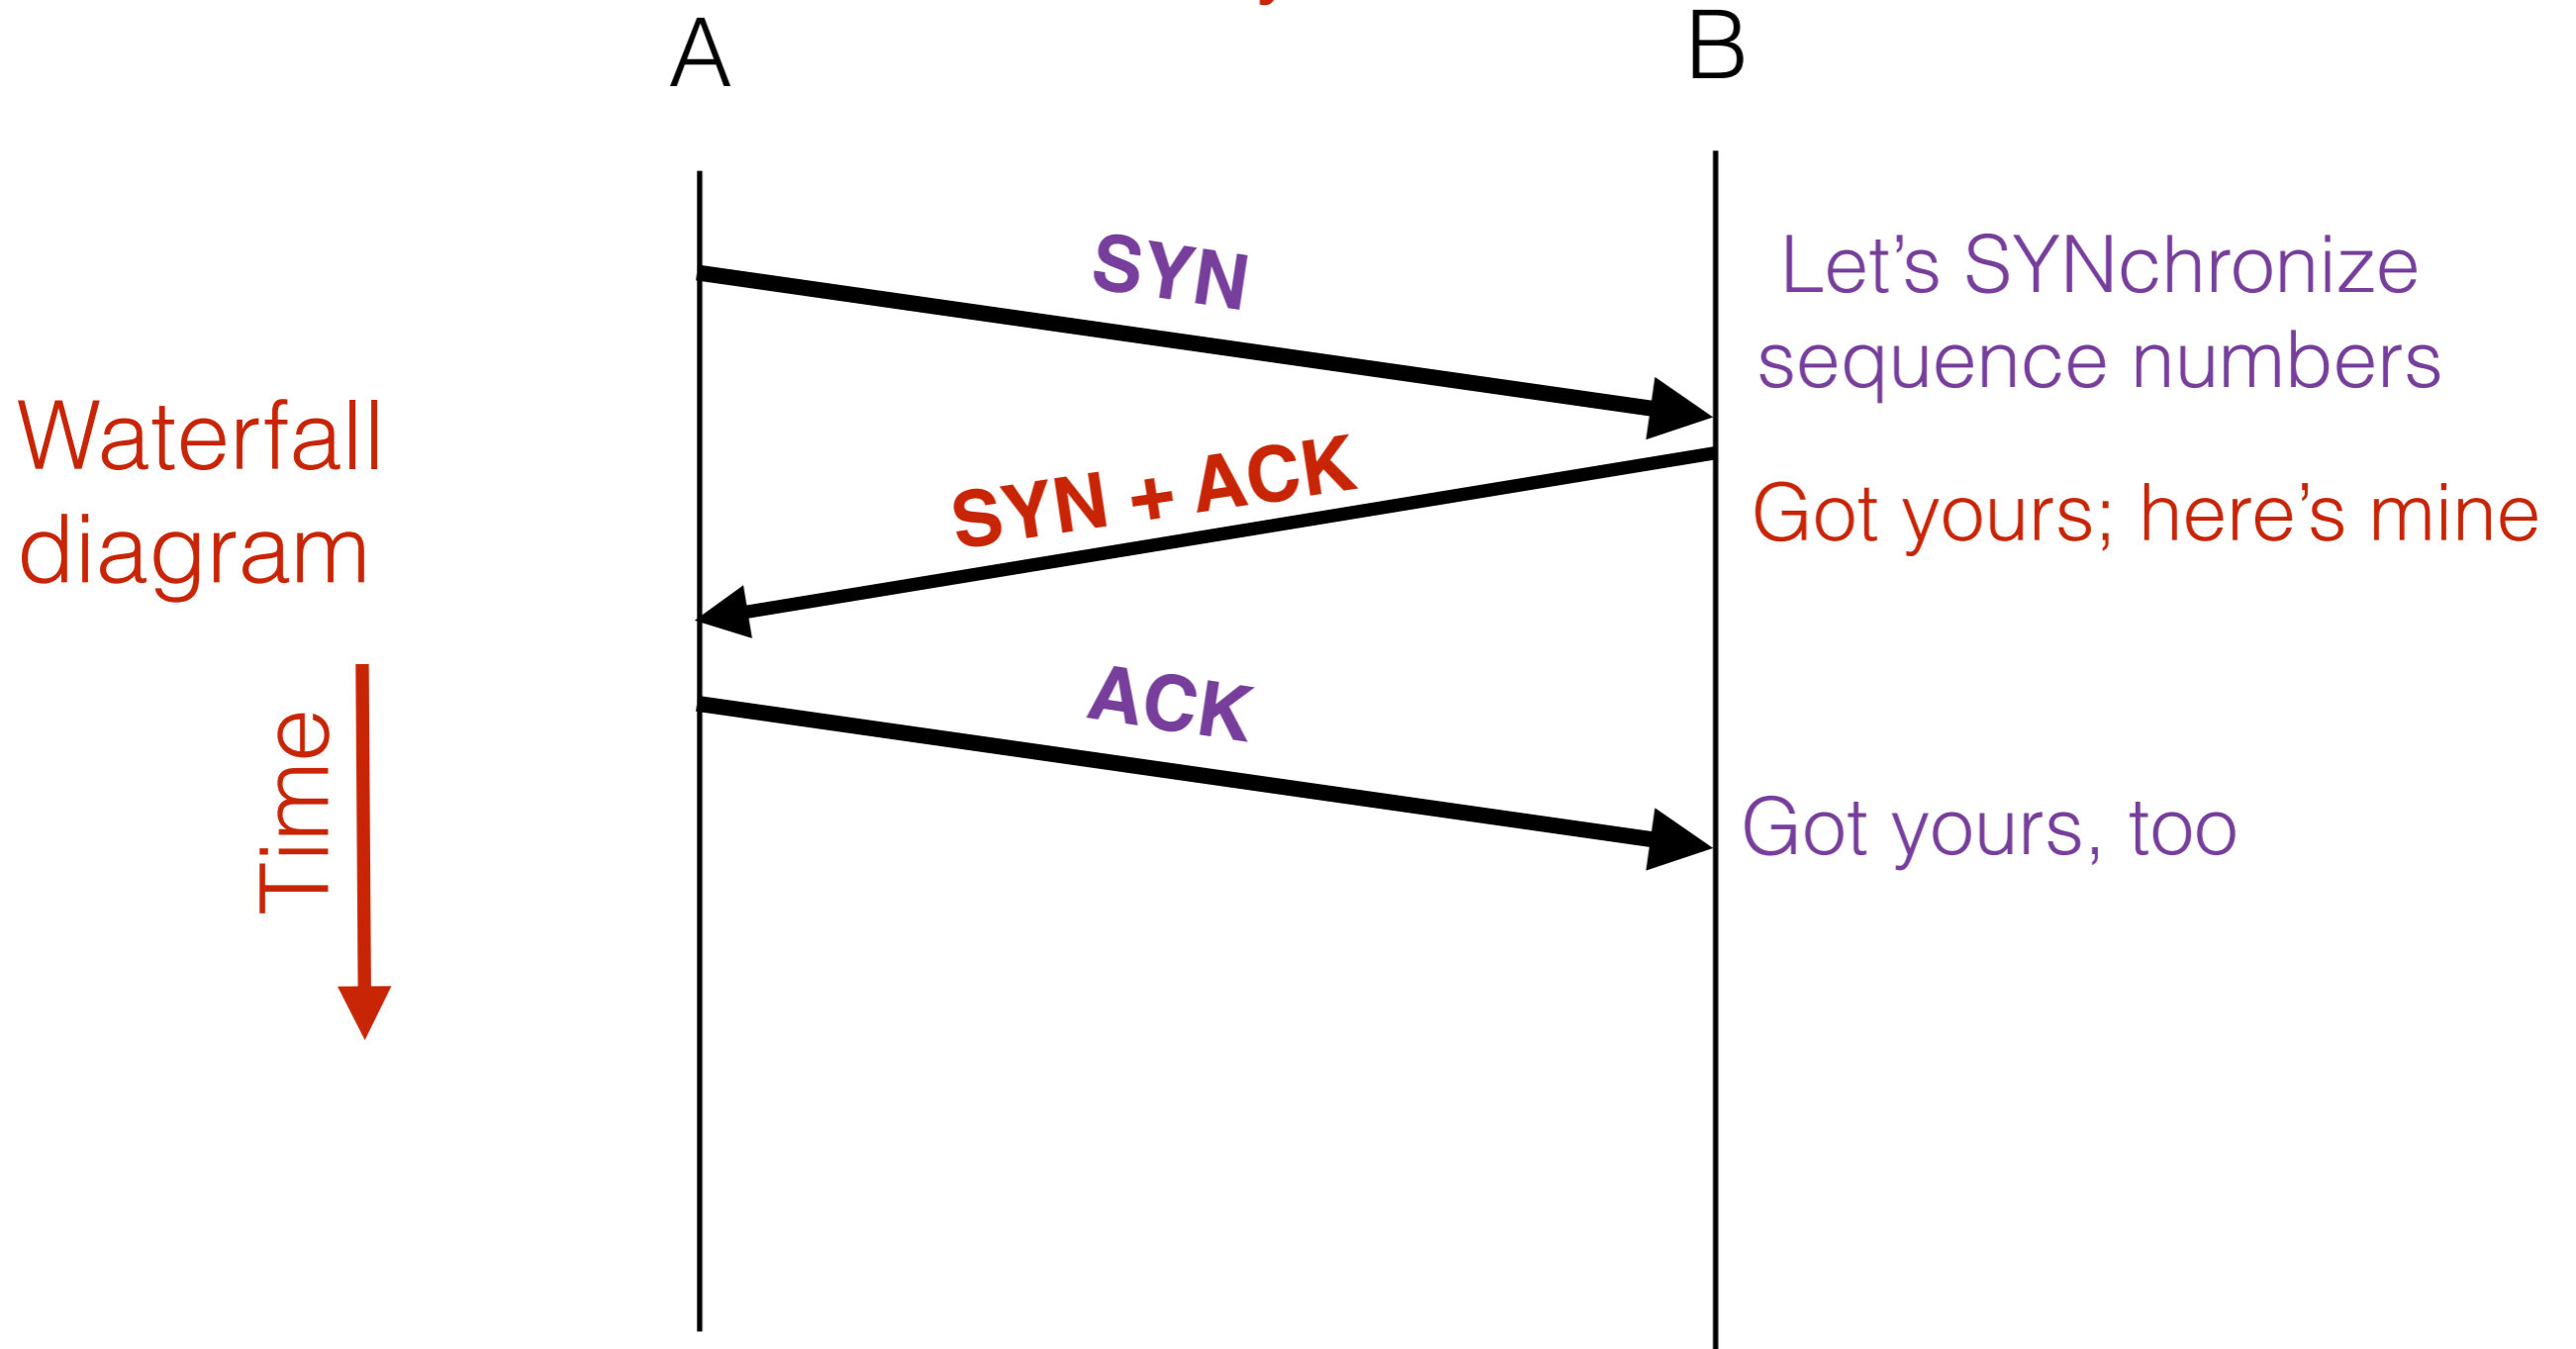 A
B
SYN
Let's SYNchronize
sequence numbers
Waterfall
diagram
SYN + ACK
Got yours; here's mine
Time
ACK
Got yours, too